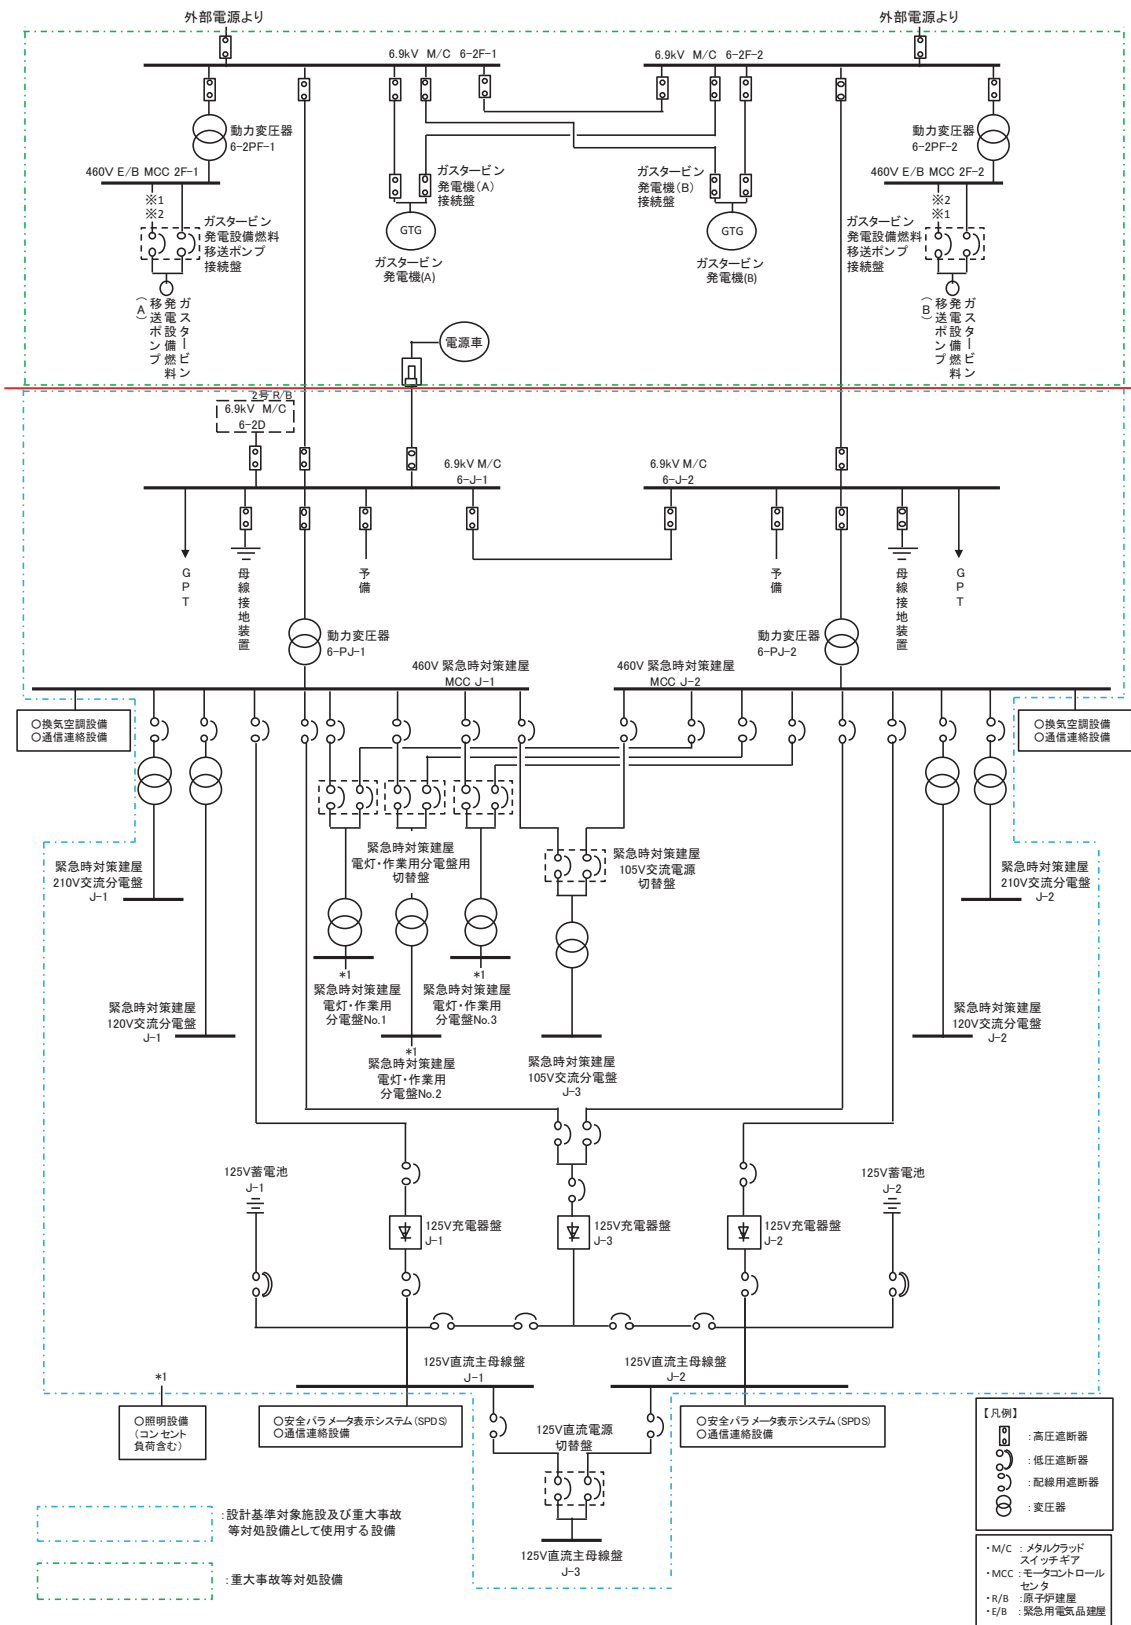 外部電源より
外部電源より
6.9kV M/C 6-2F-1
6.9kV M/C 6-2F-2
動力変圧器
6-2PF-1
動力変圧器
6-2PF-2
460V E/B MCC 2F-1
460V E/B MCC 2F-2
※1
※2
ガスタービン
発電設備燃料
移送ポンプ
接続盤
ガスタービン
発電機(A)
接続盤
GTG
ガスタービン
発電機(A)
ガスタービン
発電機(B)
接続盤
GTG
ガスタービン
発電機(B)
ガスタービン
発電設備燃料
移送ポンプ
接続盤
※2
※1
ガスタービン
発電設備燃料
移送ポンプ
(A)
ガスタービン
発電設備燃料
移送ポンプ
(B)
電源車
2号 R/B
6.9kV M/C
6-2D
6.9kV M/C
6-J-1
6.9kV M/C
6-J-2
GPT
母線接地装置
予備
予備
母線接地装置
GPT
動力変圧器
6-PJ-1
動力変圧器
6-PJ-2
460V 緊急時対策建屋
MCC J-1
460V 緊急時対策建屋
MCC J-2
○換気空調設備
○通信連絡設備
○換気空調設備
○通信連絡設備
緊急時対策建屋
210V交流分電盤
J-1
緊急時対策建屋
電灯・作業用分電盤用
切替盤
緊急時対策建屋
105V交流電源
切替盤
緊急時対策建屋
210V交流分電盤
J-2
*1
緊急時対策建屋
電灯・作業用
分電盤No.1
*1
緊急時対策建屋
電灯・作業用
分電盤No.3
緊急時対策建屋
120V交流分電盤
J-1
*1
緊急時対策建屋
電灯・作業用
分電盤No.2
緊急時対策建屋
105V交流分電盤
J-3
緊急時対策建屋
120V交流分電盤
J-2
125V蓄電池
J-1
125V蓄電池
J-2
125V充電器盤
J-1
125V充電器盤
J-3
125V充電器盤
J-2
125V直流主母線盤
J-1
125V直流主母線盤
J-2
*1
○照明設備
(コンセント
負荷含む)
○安全パラメータ表示システム(SPDS)
○通信連絡設備
125V直流電源
切替盤
○安全パラメータ表示システム(SPDS)
○通信連絡設備
125V直流主母線盤
J-3
:設計基準対象施設及び重大事故
等対処設備として使用する設備
:重大事故等対処設備
【凡例】
:高圧遮断器
:低圧遮断器
:配線用遮断器
:変圧器
・M/C :メタルクラッド
スイッチギア
・MCC :モータコントロール
センタ
・R/B :原子炉建屋
・E/B :緊急用電気品建屋